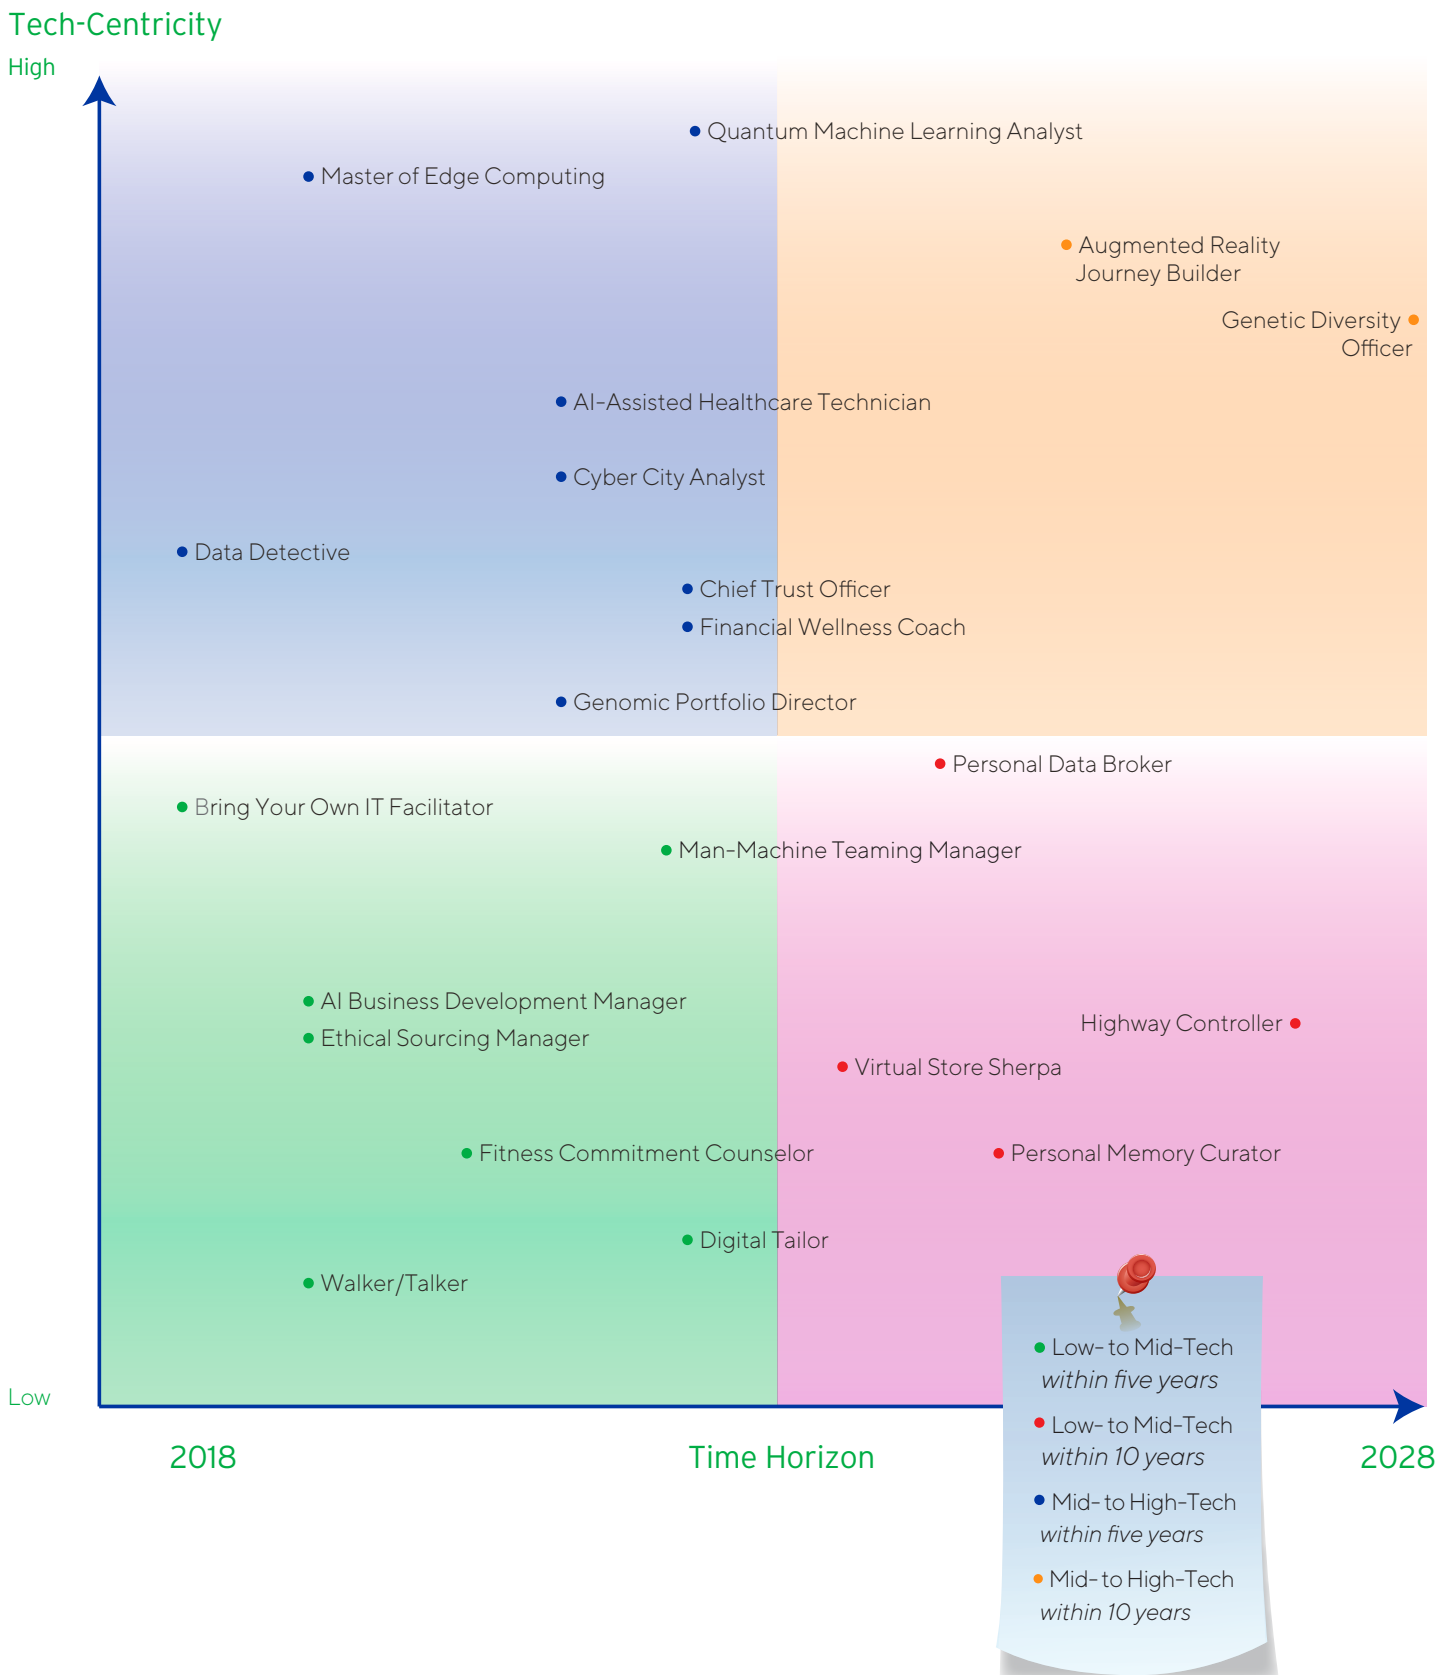 Tech-Centricity
High
Quantum Machine Learning Analyst
Master of Edge Computing
Augmented Reality
Journey Builder
Genetic Diversity
Officer
AI-Assisted Healthcare Technician
Cyber City Analyst
Data Detective
Chief Trust Officer
Financial Wellness Coach
Genomic Portfolio Director
Personal Data Broker
Bring Your Own IT Facilitator
Man-Machine Teaming Manager
AI Business Development Manager
Highway Controller
Ethical Sourcing Manager
Virtual Store Sherpa
Fitness Commitment Counselor
Personal Memory Curator
Digital Tailor
Walker/Talker
Low- to Mid-Tech
within five years
Low- to Mid-Tech
within 10 years
Mid- to High-Tech
within five years
Mid- to High-Tech
within 10 years
Low
2018
Time Horizon
2028